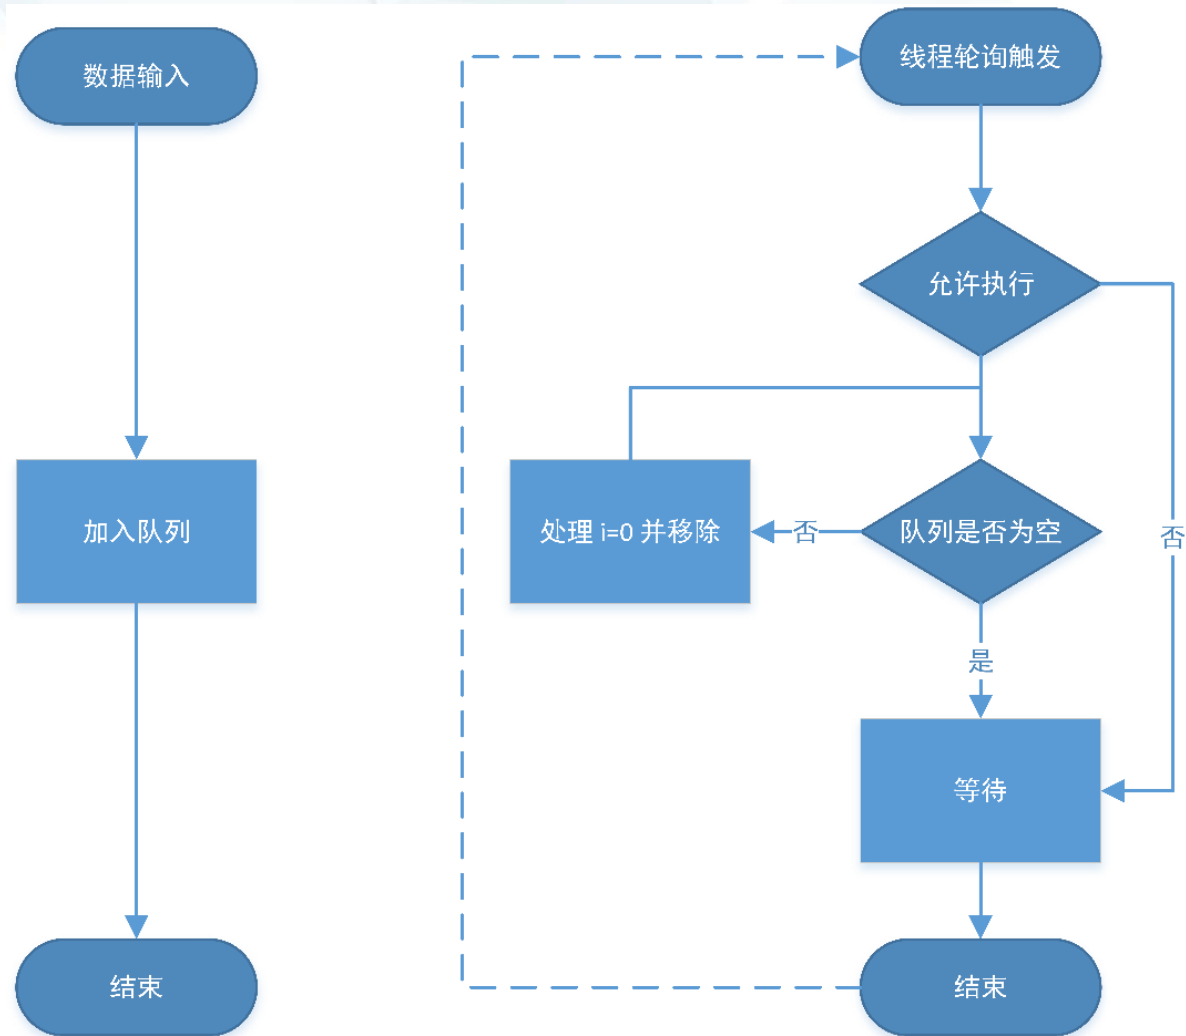 数据输入
加入队列
结束
线程轮询触发
允许执行
队列是否为空
否
处理 i=0 并移除
是
否
等待
结束